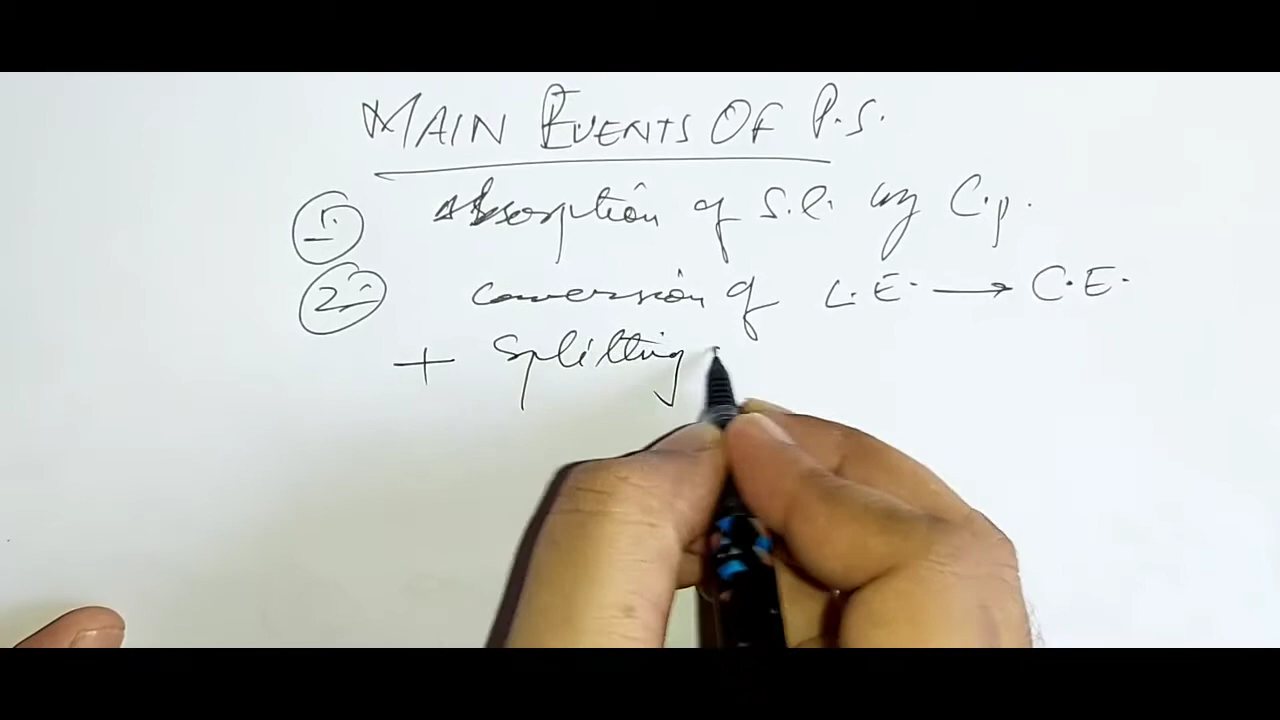 MAIN EVENTS OF P.S.
1. Absorption of S.l. by C.p.
2. conversion of L.E. → C.E.
+ Splitting